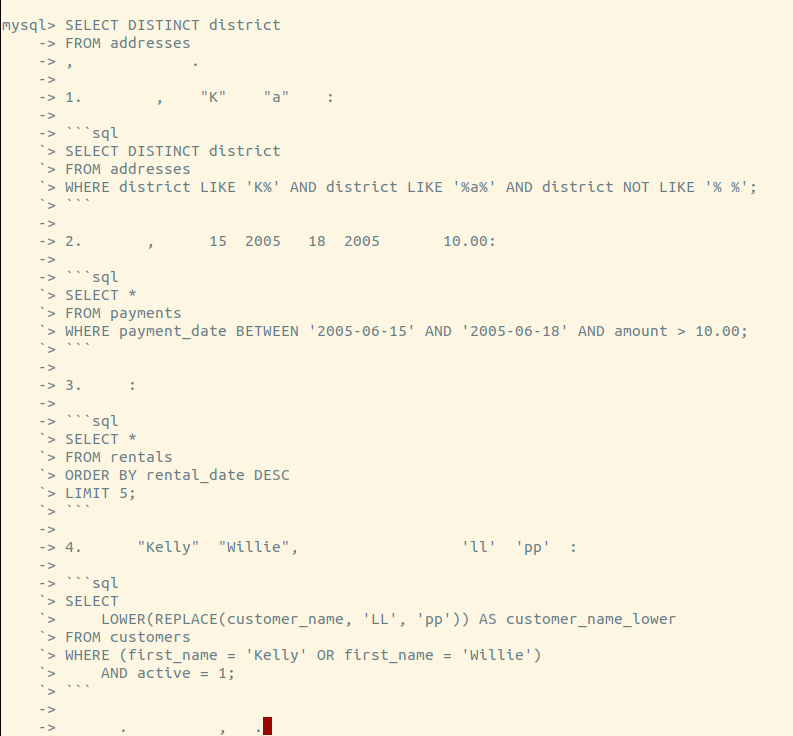 mysql> SELECT DISTINCT district
    -> FROM addresses
    -> ,             .
    ->
    -> 1.        ,    "K"    "a"    :
    ->
    -> ```sql
    `> SELECT DISTINCT district
    `> FROM addresses
    `> WHERE district LIKE 'K%' AND district LIKE '%a%' AND district NOT LIKE '% %';
    `> ```
    ->
    -> 2.       ,      15  2005   18  2005       10.00:
    ->
    -> ```sql
    `> SELECT *
    `> FROM payments
    `> WHERE payment_date BETWEEN '2005-06-15' AND '2005-06-18' AND amount > 10.00;
    `> ```
    ->
    -> 3.     :
    ->
    -> ```sql
    `> SELECT *
    `> FROM rentals
    `> ORDER BY rental_date DESC
    `> LIMIT 5;
    `> ```
    ->
    -> 4.      "Kelly"  "Willie",                  'll'  'pp'  :
    ->
    -> ```sql
    `> SELECT
    `>     LOWER(REPLACE(customer_name, 'LL', 'pp')) AS customer_name_lower
    `> FROM customers
    `> WHERE (first_name = 'Kelly' OR first_name = 'Willie')
    `>     AND active = 1;
    `> ```
    ->
    ->       .          ,   .